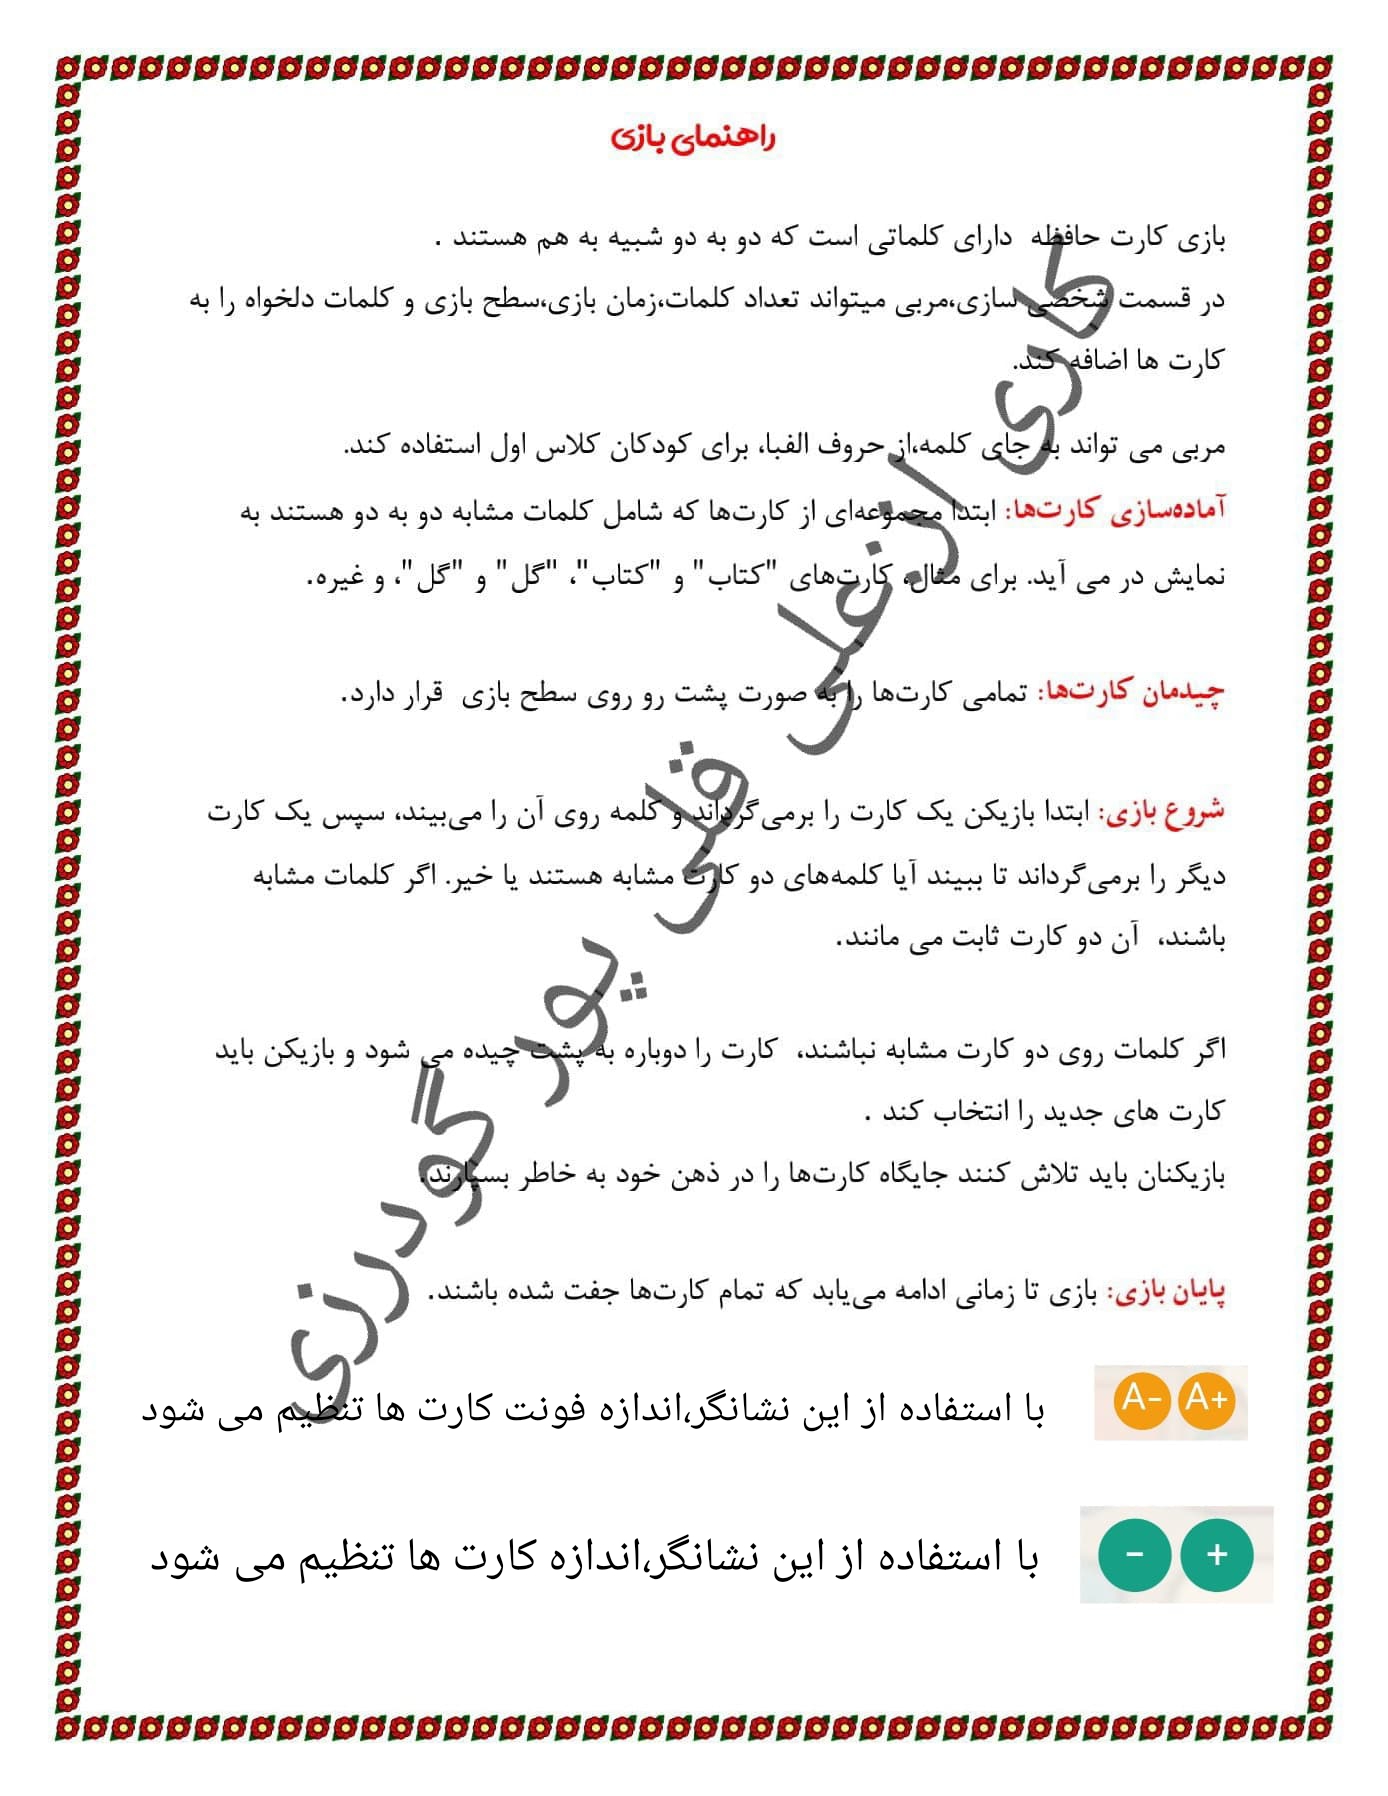 راهنمای بازی
بازی کارت حافظه دارای کلماتی است که دو به دو شبیه به هم هستند .
در قسمت شخصی سازی،مربی میتواند تعداد کلمات،زمان بازی،سطح بازی و کلمات دلخواه را به
کارت ها اضافه کند.
مربی می تواند به جای کلمه،از حروف الفبا، برای کودکان کلاس اول استفاده کند.
آماده‌سازی کارت‌ها: ابتدا مجموعه‌ای از کارت‌ها که شامل کلمات مشابه دو به دو هستند به
نمایش در می آید. برای مثال، کارت‌های "کتاب" و "کتاب"، "گل" و "گل"، و غیره.
چیدمان کارت‌ها: تمامی کارت‌ها را به صورت پشت رو روی سطح بازی قرار دارد.
شروع بازی: ابتدا بازیکن یک کارت را برمی‌گرداند و کلمه روی آن را می‌بیند، سپس یک کارت
دیگر را برمی‌گرداند تا ببیند آیا کلمه‌های دو کارت مشابه هستند یا خیر. اگر کلمات مشابه
باشند، آن دو کارت ثابت می مانند.
اگر کلمات روی دو کارت مشابه نباشند، کارت را دوباره به پشت چیده می شود و بازیکن باید
کارت های جدید را انتخاب کند .
بازیکنان باید تلاش کنند جایگاه کارت‌ها را در ذهن خود به خاطر بسپارند.
پایان بازی: بازی تا زمانی ادامه می‌یابد که تمام کارت‌ها جفت شده باشند.
A- A+ با استفاده از این نشانگر،اندازه فونت کارت ها تنظیم می شود
- + با استفاده از این نشانگر،اندازه کارت ها تنظیم می شود
کاری از علی قلی پور گودرزی